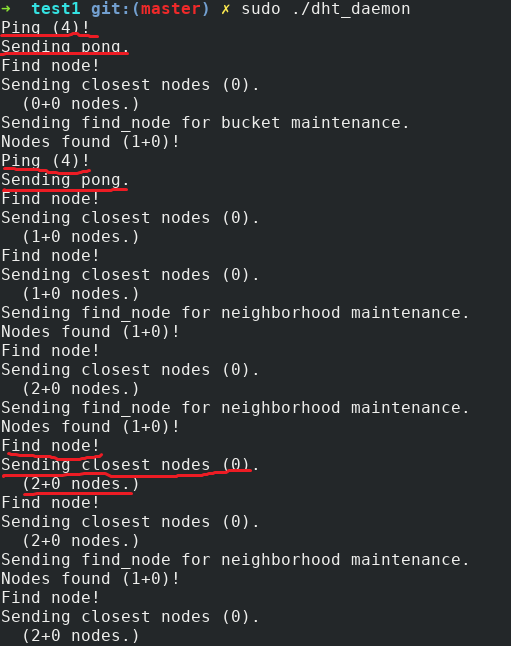 ➜  test1 git:(master) ✗ sudo ./dht_daemon
Ping (4)!
Sending pong.
Find node!
Sending closest nodes (0).
  (0+0 nodes.)
Sending find_node for bucket maintenance.
Nodes found (1+0)!
Ping (4)!
Sending pong.
Find node!
Sending closest nodes (0).
  (1+0 nodes.)
Find node!
Sending closest nodes (0).
  (1+0 nodes.)
Sending find_node for neighborhood maintenance.
Nodes found (1+0)!
Find node!
Sending closest nodes (0).
  (2+0 nodes.)
Sending find_node for neighborhood maintenance.
Nodes found (1+0)!
Find node!
Sending closest nodes (0).
  (2+0 nodes.)
Find node!
Sending closest nodes (0).
  (2+0 nodes.)
Sending find_node for neighborhood maintenance.
Nodes found (1+0)!
Find node!
Sending closest nodes (0).
  (2+0 nodes.)